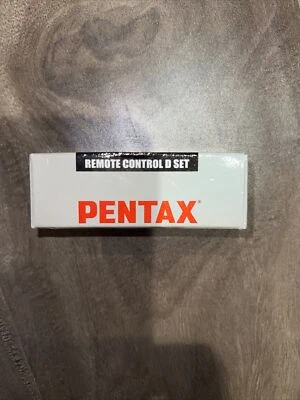 REMOTE CONTROL D SET
PENTAX®